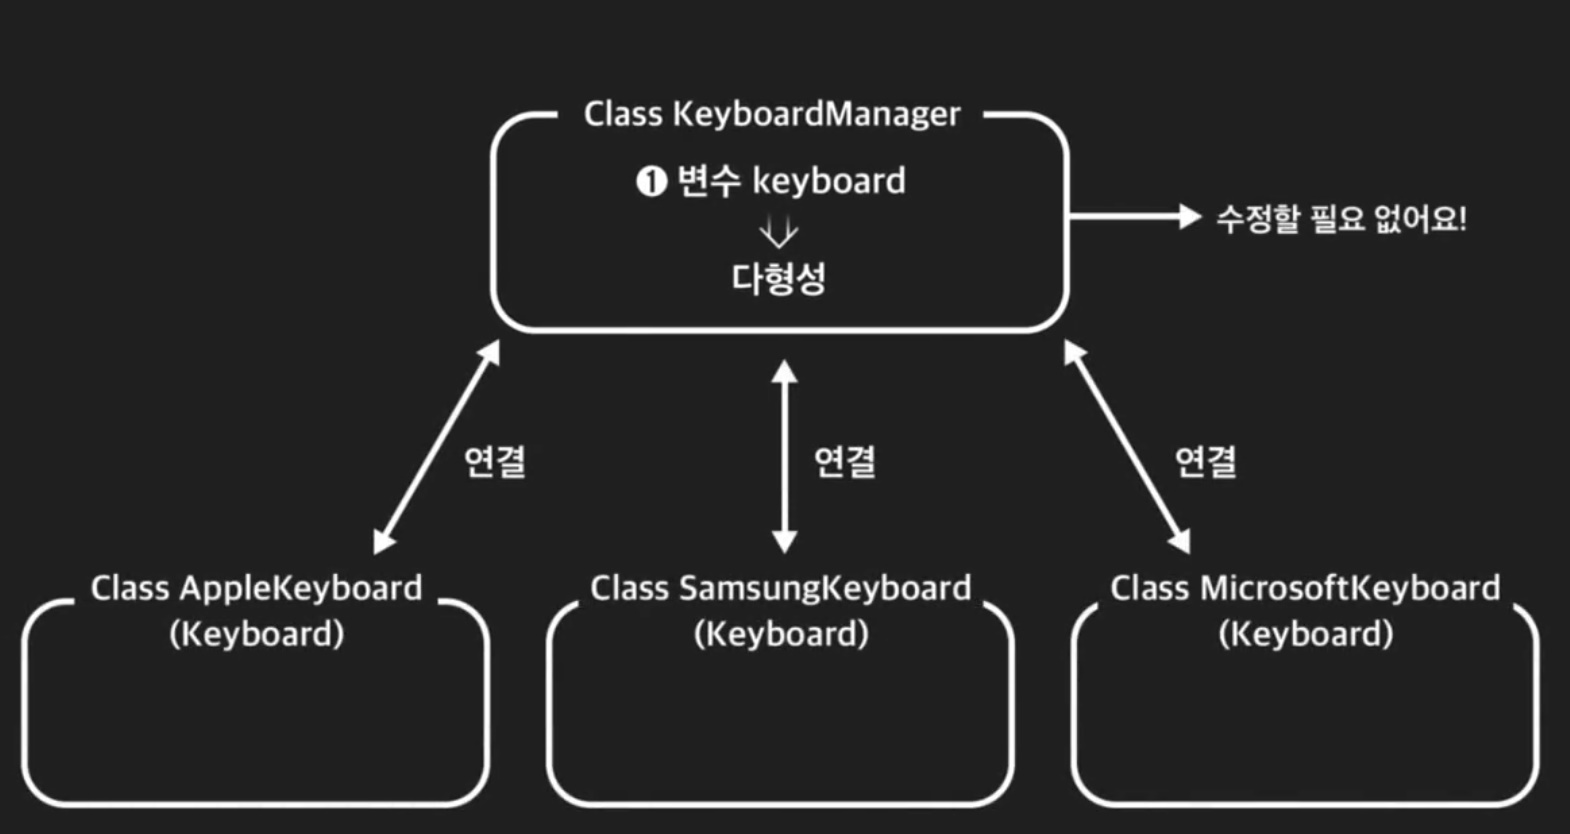 Class KeyboardManager
❶ 변수 keyboard
다형성
수정할 필요 없어요!
연결
연결
연결
Class AppleKeyboard
(Keyboard)
Class SamsungKeyboard
(Keyboard)
Class MicrosoftKeyboard
(Keyboard)